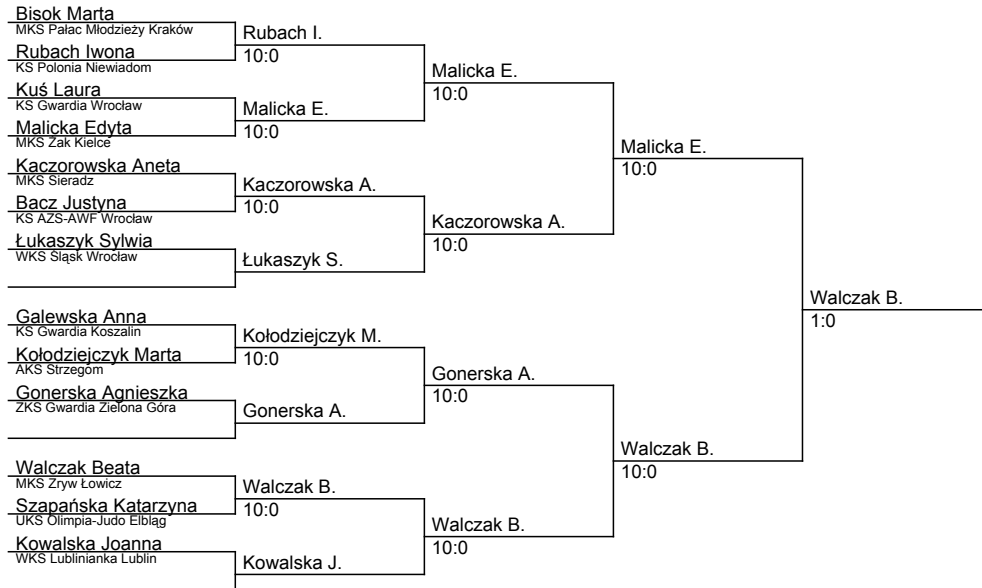 Bisok Marta
MKS Pałac Młodzieży Kraków
Rubach Iwona
KS Polonia Niewiadom
Kuś Laura
KS Gwardia Wrocław
Malicka Edyta
MKS Żak Kielce
Kaczorowska Aneta
MKS Sieradz
Bacz Justyna
KS AZS-AWF Wrocław
Łukaszyk Sylwia
WKS Śląsk Wrocław
Galewska Anna
KS Gwardia Koszalin
Kołodziejczyk Marta
AKS Strzegom
Gonerska Agnieszka
ZKS Gwardia Zielona Góra
Walczak Beata
MKS Zryw Łowicz
Szapańska Katarzyna
UKS Olimpia-Judo Elbląg
Kowalska Joanna
WKS Lublinianka Lublin
Rubach I.
10:0
Malicka E.
10:0
Kaczorowska A.
10:0
Łukaszyk S.
Kołodziejczyk M.
10:0
Gonerska A.
Walczak B.
10:0
Kowalska J.
Malicka E.
10:0
Kaczorowska A.
10:0
Gonerska A.
10:0
Walczak B.
10:0
Malicka E.
10:0
Walczak B.
10:0
Walczak B.
1:0